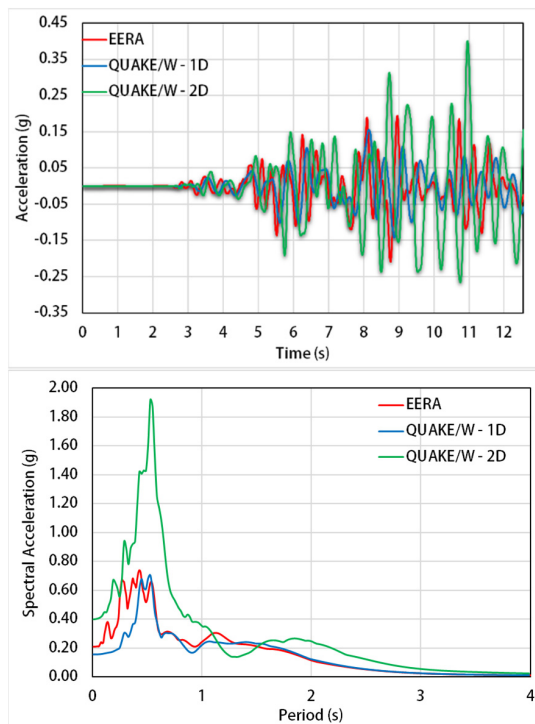 0.45
0.35
0.25
0.15
0.05
-0.05
-0.15
-0.25
-0.35
Acceleration (g)
EERA
QUAKE/W - 1D
QUAKE/W - 2D
0 1 2 3 4 5 6 7 8 9 10 11 12
Time (s)
2.00
1.80
1.60
1.40
1.20
1.00
0.80
0.60
0.40
0.20
0.00
Spectral Acceleration (g)
EERA
QUAKE/W - 1D
QUAKE/W - 2D
0 1 2 3 4
Period (s)